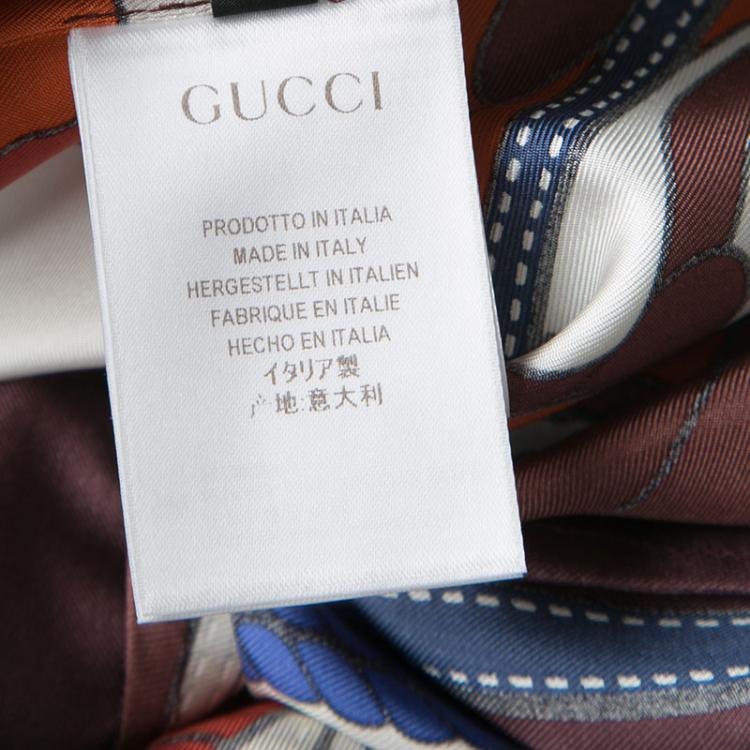 GUCCI
PRODOTTO IN ITALIA
MADE IN ITALY
HERGESTELLT IN ITALIEN
FABRIQUE EN ITALIE
HECHO EN ITALIA
イタリア製
产地:意大利